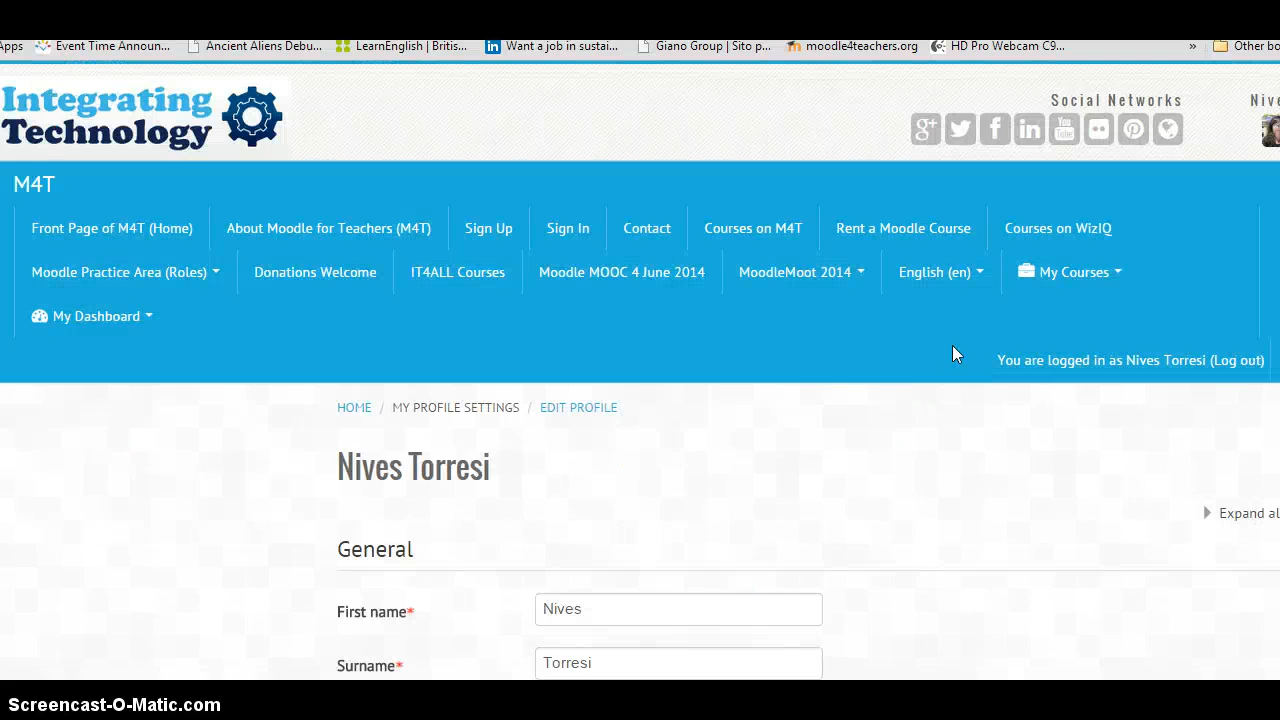 Apps Event Time Announ... Ancient Aliens Debu... LearnEnglish | Britis... Want a job in sustai... Giano Group | Sito p... moodle4teachers.org HD Pro Webcam C9... » Other bo
Integrating
Technology
Social Networks
Nive
M4T
Front Page of M4T (Home) About Moodle for Teachers (M4T) Sign Up Sign In Contact Courses on M4T Rent a Moodle Course Courses on WizIQ
Moodle Practice Area (Roles) Donations Welcome IT4ALL Courses Moodle MOOC 4 June 2014 MoodleMoot 2014 English (en) My Courses
My Dashboard
You are logged in as Nives Torresi (Log out)
HOME / MY PROFILE SETTINGS / EDIT PROFILE
Nives Torresi
Expand al
General
First name* Nives
Surname* Torresi
Screencast-O-Matic.com